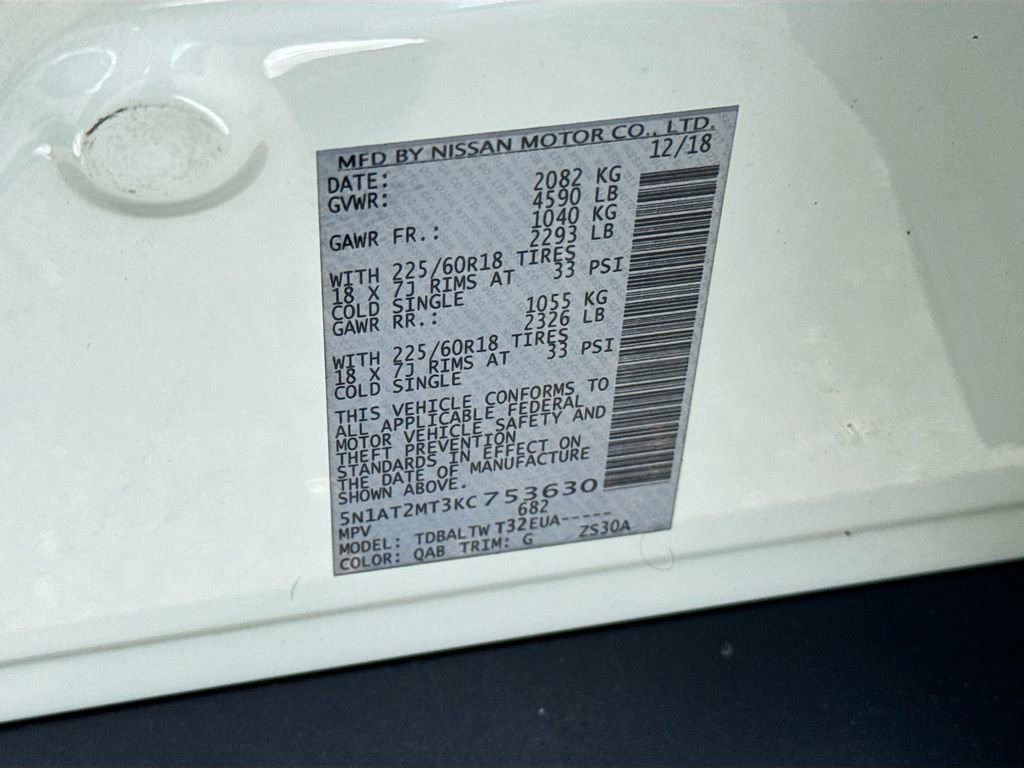 MFD BY NISSAN MOTOR CO., LTD.
DATE: 12/18
GVWR: 2082 KG
4590 LB
GAWR FR.: 1040 KG
2293 LB
WITH 225/60R18 TIRES
18 X 7J RIMS AT 33 PSI
COLD SINGLE
GAWR RR.: 1055 KG
2326 LB
WITH 225/60R18 TIRES
18 X 7J RIMS AT 33 PSI
COLD SINGLE
THIS VEHICLE CONFORMS TO
ALL APPLICABLE FEDERAL
MOTOR VEHICLE SAFETY AND
THEFT PREVENTION
STANDARDS IN EFFECT ON
THE DATE OF MANUFACTURE
SHOWN ABOVE.
5N1AT2MT3KC753630
MPV 682
MODEL: TDBALTW T32EUA-----
COLOR: QAB TRIM: G ZS30A